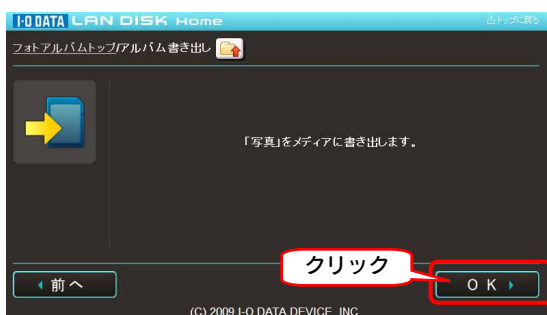 I-O DATA LAN DISK Home
凸トップに戻る
フォトアルバムトップ/アルバム書き出し
「写真」をメディアに書き出します。
クリック
前へ
OK
(C) 2009 I-O DATA DEVICE, INC